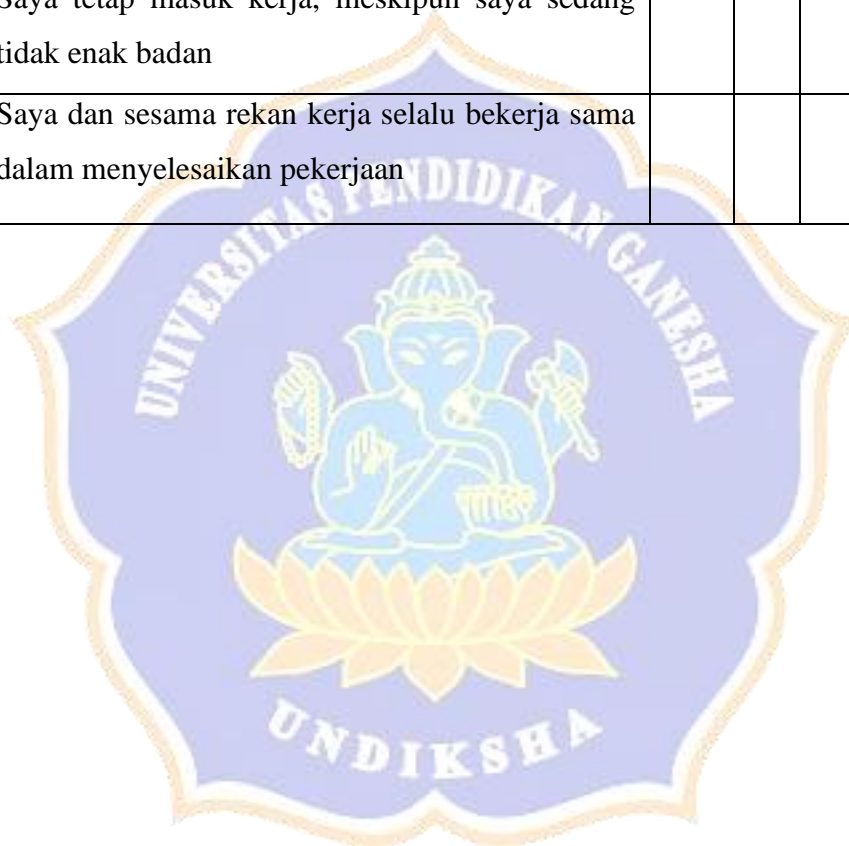 Saya tetap masuk kerja, meskipun saya sedang
tidak enak badan
Saya dan sesama rekan kerja selalu bekerja sama
dalam menyelesaikan pekerjaan
UNIVERSITAS PENDIDIKAN GANESHA
UNDIKSHA